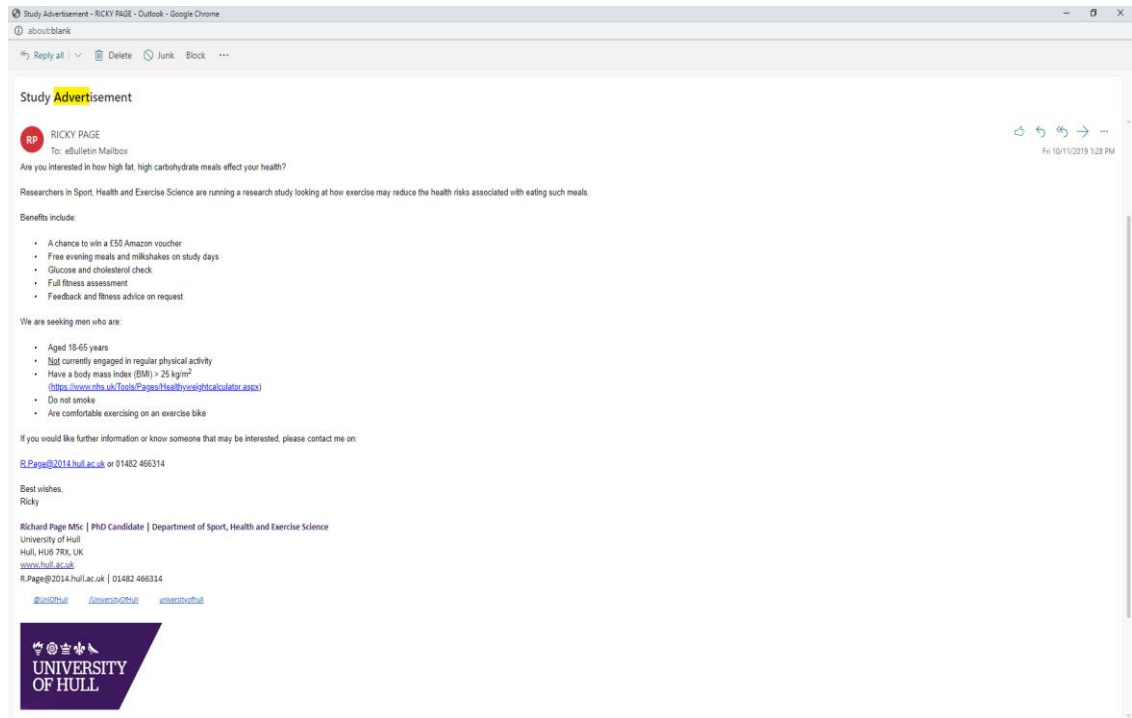 Study Advertisement - RICKY PAGE - Outlook - Google Chrome
about:blank
Reply all Delete Junk Block ...
Study Advertisement
RP
RICKY PAGE
To: eBulletin Mailbox
Fri 10/11/2019 1:28 PM
Are you interested in how high fat, high carbohydrate meals effect your health?
Researchers in Sport, Health and Exercise Science are running a research study looking at how exercise may reduce the health risks associated with eating such meals.
Benefits include:
• A chance to win a £50 Amazon voucher
• Free evening meals and milkshakes on study days
• Glucose and cholesterol check
• Full fitness assessment
• Feedback and fitness advice on request
We are seeking men who are:
• Aged 18-65 years
• Not currently engaged in regular physical activity
• Have a body mass index (BMI) > 25 kg/m²
(https://www.nhs.uk/Tools/Pages/Healthyweightcalculator.aspx)
• Do not smoke
• Are comfortable exercising on an exercise bike
If you would like further information or know someone that may be interested, please contact me on:
R.Page@2014.hull.ac.uk or 01482 466314
Best wishes,
Ricky
Richard Page MSc | PhD Candidate | Department of Sport, Health and Exercise Science
University of Hull
Hull, HU6 7RX, UK
www.hull.ac.uk
R.Page@2014.hull.ac.uk | 01482 466314
@UniOfHull /UniversityOfHull universityofhull
UNIVERSITY
OF HULL